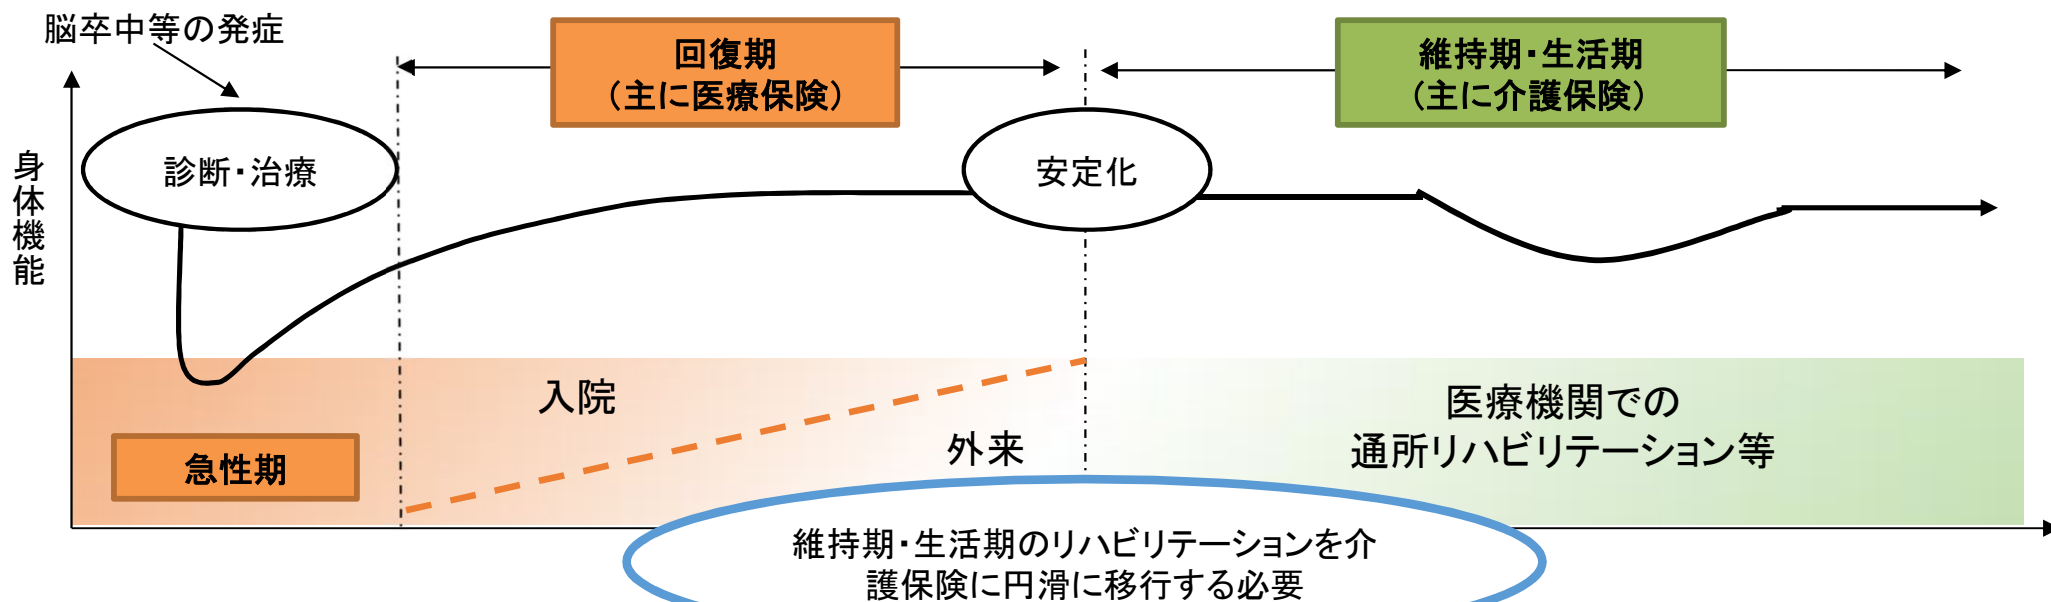 脳卒中等の発症
回復期
（主に医療保険）
維持期・生活期
（主に介護保険）
身体機能
診断・治療
安定化
入院
外来
医療機関での
通所リハビリテーション等
急性期
維持期・生活期のリハビリテーションを介
護保険に円滑に移行する必要